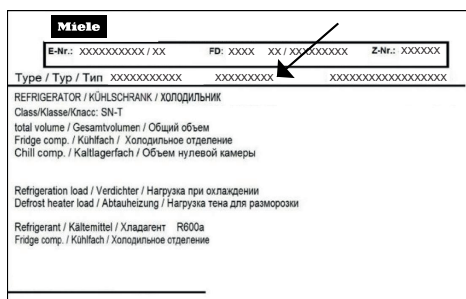 Miele
E-Nr.: XXXXXXXXXX / XX FD: XXXX XX / XXXXXXXXX Z-Nr.: XXXXXX
Type / Typ / Тип XXXXXXXXXXX XXXXXXXXX XXXXXXXXXXXXXXXXXX
REFRIGERATOR / KÜHLSCHRANK / ХОЛОДИЛЬНИК
Class/Klasse/Класс: SN-T
total volume / Gesamtvolumen / Общий объем
Fridge comp. / Kühlfach / Холодильное отделение
Chill comp. / Kaltlagerfach / Объем нулевой камеры
Refrigeration load / Verdichter / Нагрузка при охлаждении
Defrost heater load / Abtauheizung / Нагрузка тена для разморозки
Refrigerant / Kältemittel / Хладагент R600a
Fridge comp. / Kühlfach / Холодильное отделение